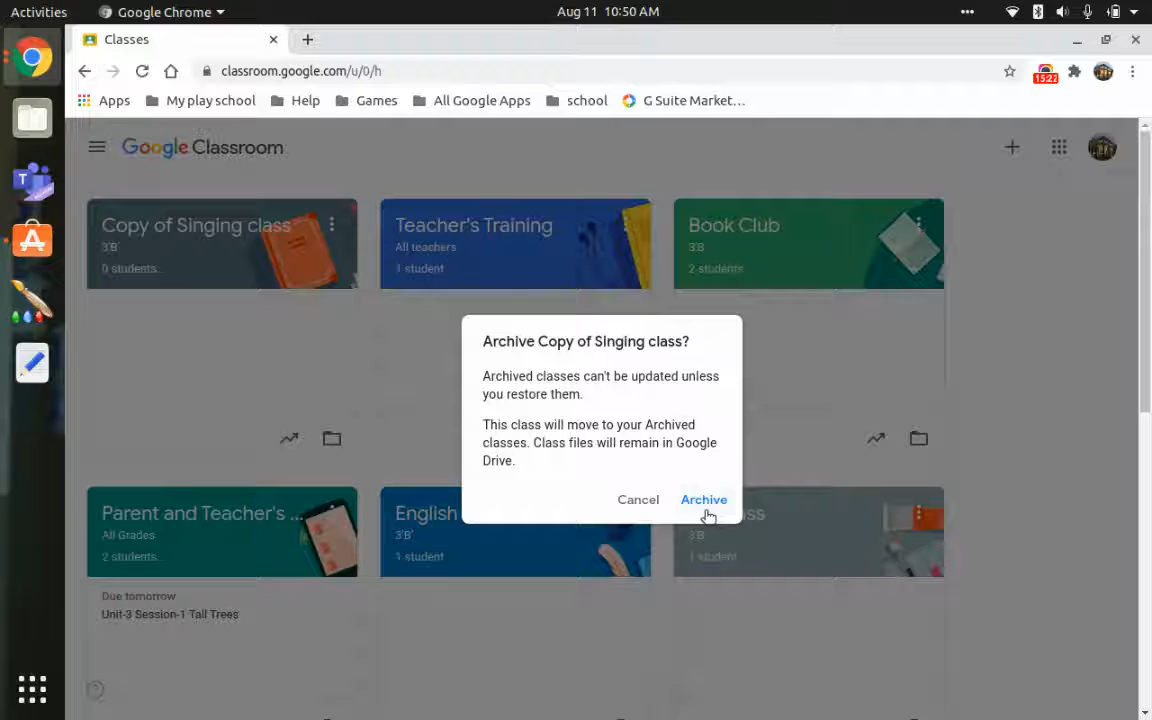 Activities Google Chrome Aug 11 10:50 AM
Classes
classroom.google.com/u/0/h
15:22
Apps My play school Help Games All Google Apps school G Suite Market...
Google Classroom
Copy of Singing class
3'B'
0 students
Teacher's Training
All teachers
1 student
Book Club
3'B
2 students
Archive Copy of Singing class?
Archived classes can't be updated unless
you restore them.
This class will move to your Archived
classes. Class files will remain in Google
Drive.
Cancel Archive
Parent and Teacher's ...
All Grades
2 students
English
3'B'
1 student
3'B
1 student
Due tomorrow
Unit-3 Session-1 Tall Trees